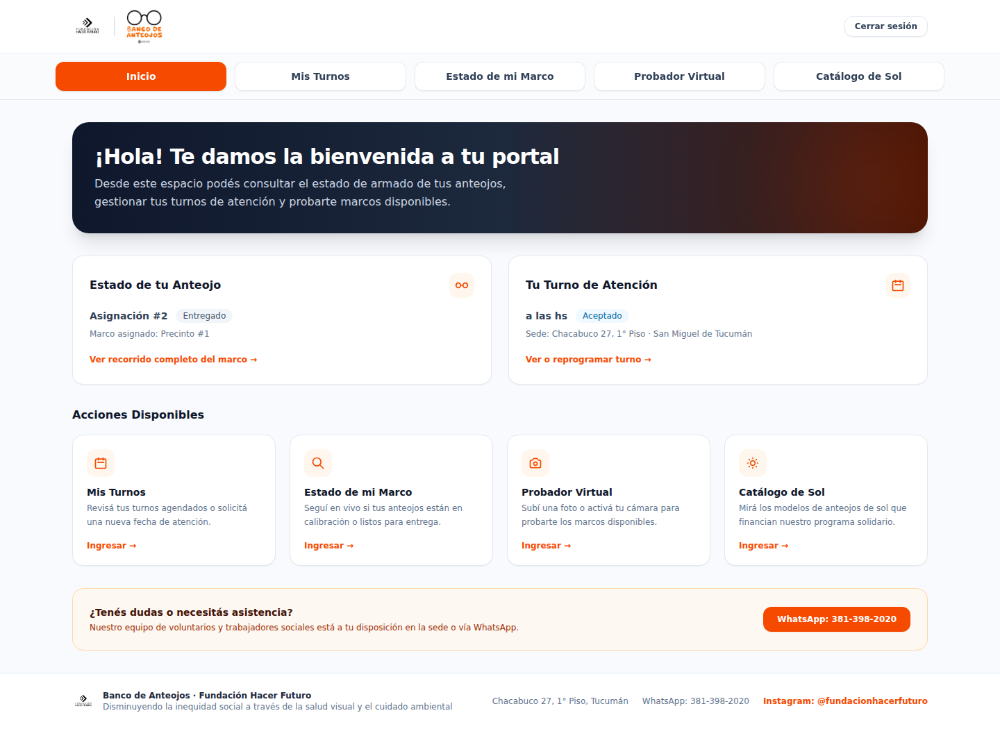 FUNDACIÓN
HACER FUTURO
BANCO DE
ANTEOJOS
Cerrar sesión
Inicio
Mis Turnos
Estado de mi Marco
Probador Virtual
Catálogo de Sol
¡Hola! Te damos la bienvenida a tu portal
Desde este espacio podés consultar el estado de armado de tus anteojos,
gestionar tus turnos de atención y probarte marcos disponibles.
Estado de tu Anteojo
Asignación #2 Entregado
Marco asignado: Precinto #1
Ver recorrido completo del marco →
Tu Turno de Atención
a las hs Aceptado
Sede: Chacabuco 27, 1° Piso · San Miguel de Tucumán
Ver o reprogramar turno →
Acciones Disponibles
Mis Turnos
Revisá tus turnos agendados o solicitá
una nueva fecha de atención.
Ingresar →
Estado de mi Marco
Seguí en vivo si tus anteojos están en
calibración o listos para entrega.
Ingresar →
Probador Virtual
Subí una foto o activá tu cámara para
probarte los marcos disponibles.
Ingresar →
Catálogo de Sol
Mirá los modelos de anteojos de sol que
financian nuestro programa solidario.
Ingresar →
¿Tenés dudas o necesitás asistencia?
Nuestro equipo de voluntarios y trabajadores sociales está a tu disposición en la sede o vía WhatsApp.
WhatsApp: 381-398-2020
FUNDACIÓN
HACER FUTURO
Banco de Anteojos · Fundación Hacer Futuro
Disminuyendo la inequidad social a través de la salud visual y el cuidado ambiental
Chacabuco 27, 1° Piso, Tucumán
WhatsApp: 381-398-2020
Instagram: @fundacionhacerfuturo